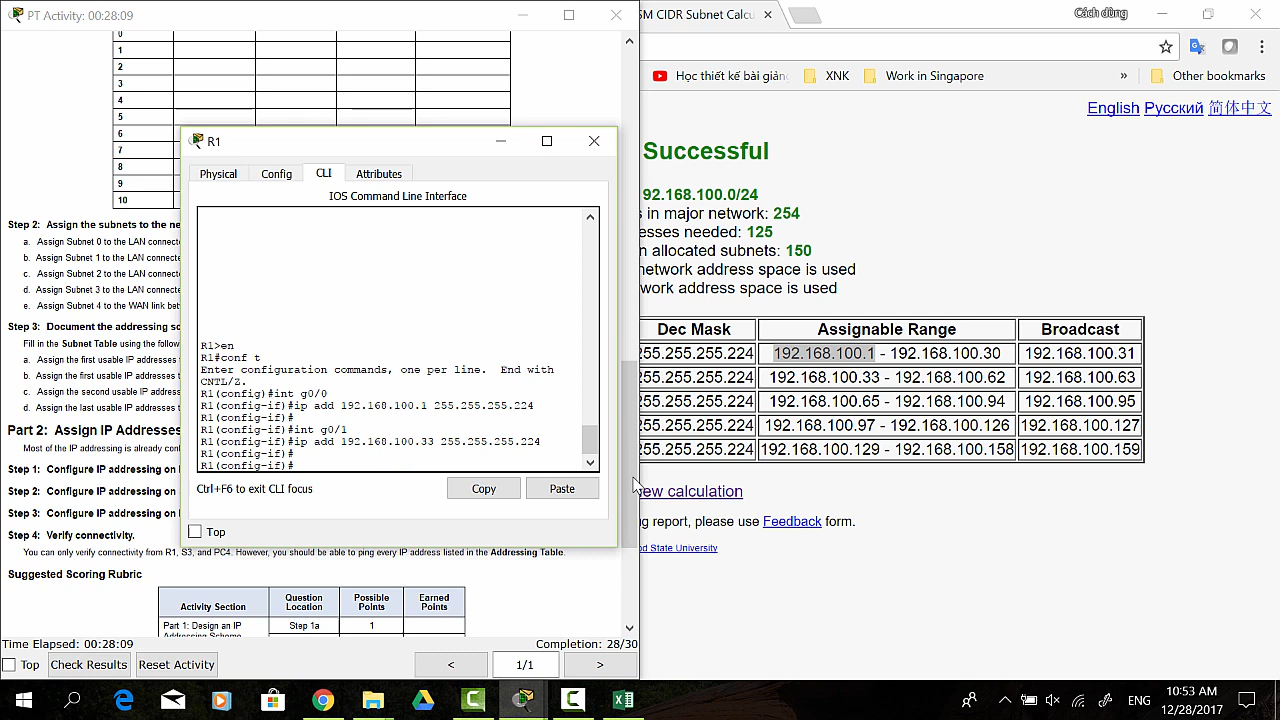 PT Activity: 00:28:09
0
1
2
3
4
5
6
7
8
9
10
Step 2: Assign the subnets to the ne
a. Assign Subnet 0 to the LAN connecte
b. Assign Subnet 1 to the LAN connecte
c. Assign Subnet 2 to the LAN connecte
d. Assign Subnet 3 to the LAN connecte
e. Assign Subnet 4 to the WAN link bet
Step 3: Document the addressing sc
Fill in the Subnet Table using the follow
a. Assign the first usable IP addresses
b. Assign the first usable IP addresses
c. Assign the second usable IP address
d. Assign the last usable IP addresses t
Part 2: Assign IP Addresses
Most of the IP addressing is already con
Step 1: Configure IP addressing on
Step 2: Configure IP addressing on
Step 3: Configure IP addressing on
Step 4: Verify connectivity.
You can only verify connectivity from R1, S3, and PC4. However, you should be able to ping every IP address listed in the Addressing Table.
Suggested Scoring Rubric
Activity Section Question Location Possible Points Earned Points
Part 1: Design an IP Step 1a 1
Addressing Scheme
Time Elapsed: 00:28:09 Completion: 28/30
Top Check Results Reset Activity < 1/1 >
R1
Physical Config CLI Attributes
IOS Command Line Interface
R1>en
R1#conf t
Enter configuration commands, one per line. End with
CNTL/Z.
R1(config)#int g0/0
R1(config-if)#ip add 192.168.100.1 255.255.255.224
R1(config-if)#
R1(config-if)#int g0/1
R1(config-if)#ip add 192.168.100.33 255.255.255.224
R1(config-if)#
R1(config-if)#
Ctrl+F6 to exit CLI focus Copy Paste
Top
SM CIDR Subnet Calcu Cách dùng
Học thiết kế bài giản XNK Work in Singapore » Other bookmarks
English Русский 简体中文
Successful
92.168.100.0/24
s in major network: 254
esses needed: 125
n allocated subnets: 150
network address space is used
work address space is used
Dec Mask Assignable Range Broadcast
255.255.255.224 192.168.100.1 - 192.168.100.30 192.168.100.31
255.255.255.224 192.168.100.33 - 192.168.100.62 192.168.100.63
255.255.255.224 192.168.100.65 - 192.168.100.94 192.168.100.95
255.255.255.224 192.168.100.97 - 192.168.100.126 192.168.100.127
255.255.255.224 192.168.100.129 - 192.168.100.158 192.168.100.159
ew calculation
g report, please use Feedback form.
d State University
ENG 10:53 AM
12/28/2017